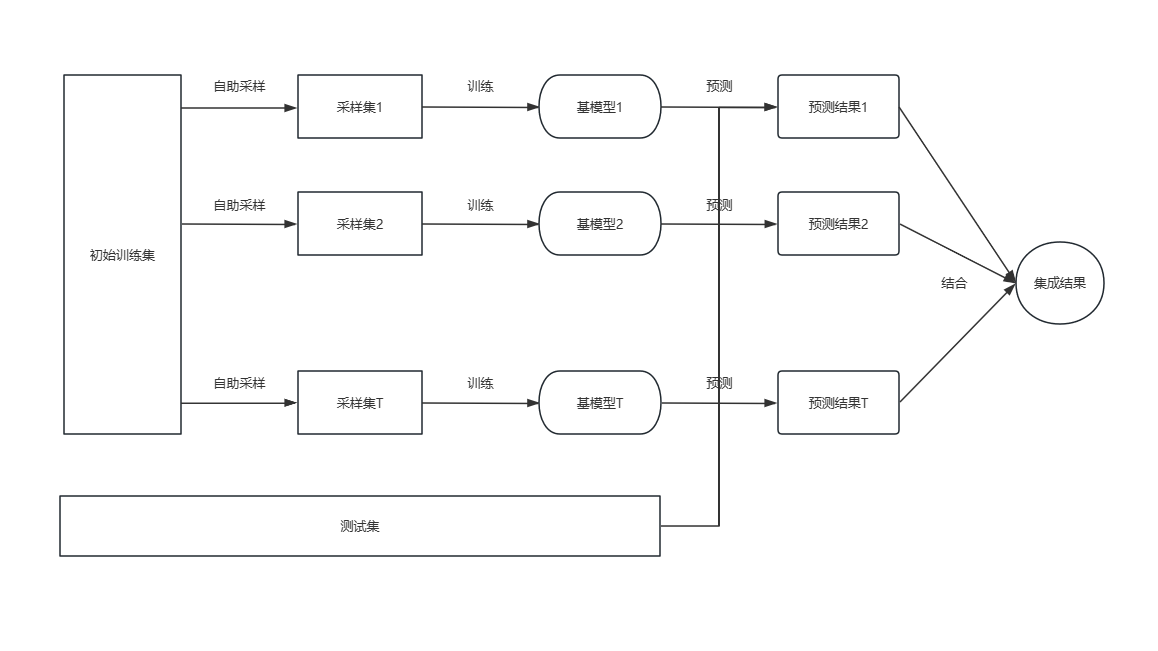 自助采样
训练
预测
采样集1
基模型1
预测结果1
自助采样
训练
预测
采样集2
基模型2
预测结果2
初始训练集
结合
集成结果
自助采样
训练
预测
采样集T
基模型T
预测结果T
测试集